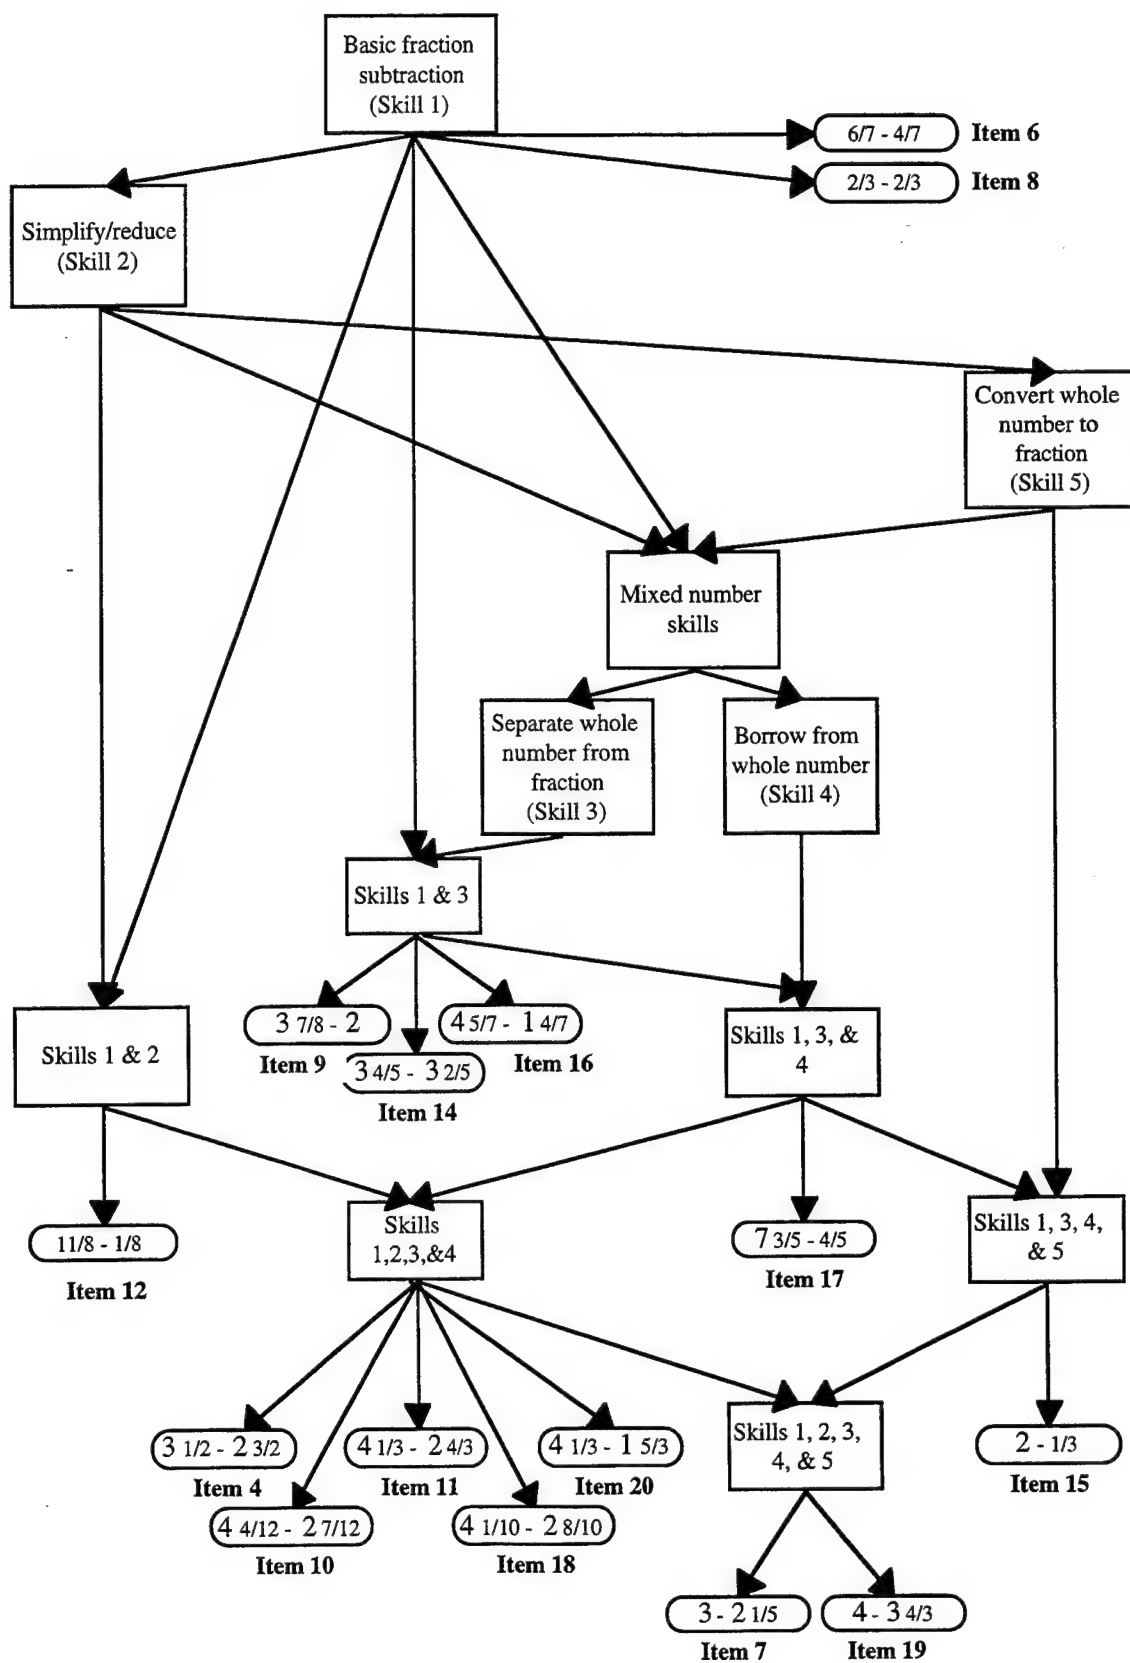 Basic fraction
subtraction
(Skill 1)
6/7 - 4/7 Item 6
2/3 - 2/3 Item 8
Simplify/reduce
(Skill 2)
Convert whole
number to
fraction
(Skill 5)
Mixed number
skills
Separate whole
number from
fraction
(Skill 3)
Borrow from
whole number
(Skill 4)
Skills 1 & 3
3 7/8 - 2
Item 9
4 5/7 - 1 4/7
Item 16
3 4/5 - 3 2/5
Item 14
Skills 1 & 2
Skills 1, 3, &
4
11/8 - 1/8
Item 12
Skills
1,2,3,&4
7 3/5 - 4/5
Item 17
Skills 1, 3, 4,
& 5
3 1/2 - 2 3/2
Item 4
4 1/3 - 2 4/3
Item 11
4 1/3 - 1 5/3
Item 20
Skills 1, 2, 3,
4, & 5
2 - 1/3
Item 15
4 4/12 - 2 7/12
Item 10
4 1/10 - 2 8/10
Item 18
3 - 2 1/5
Item 7
4 - 3 4/3
Item 19